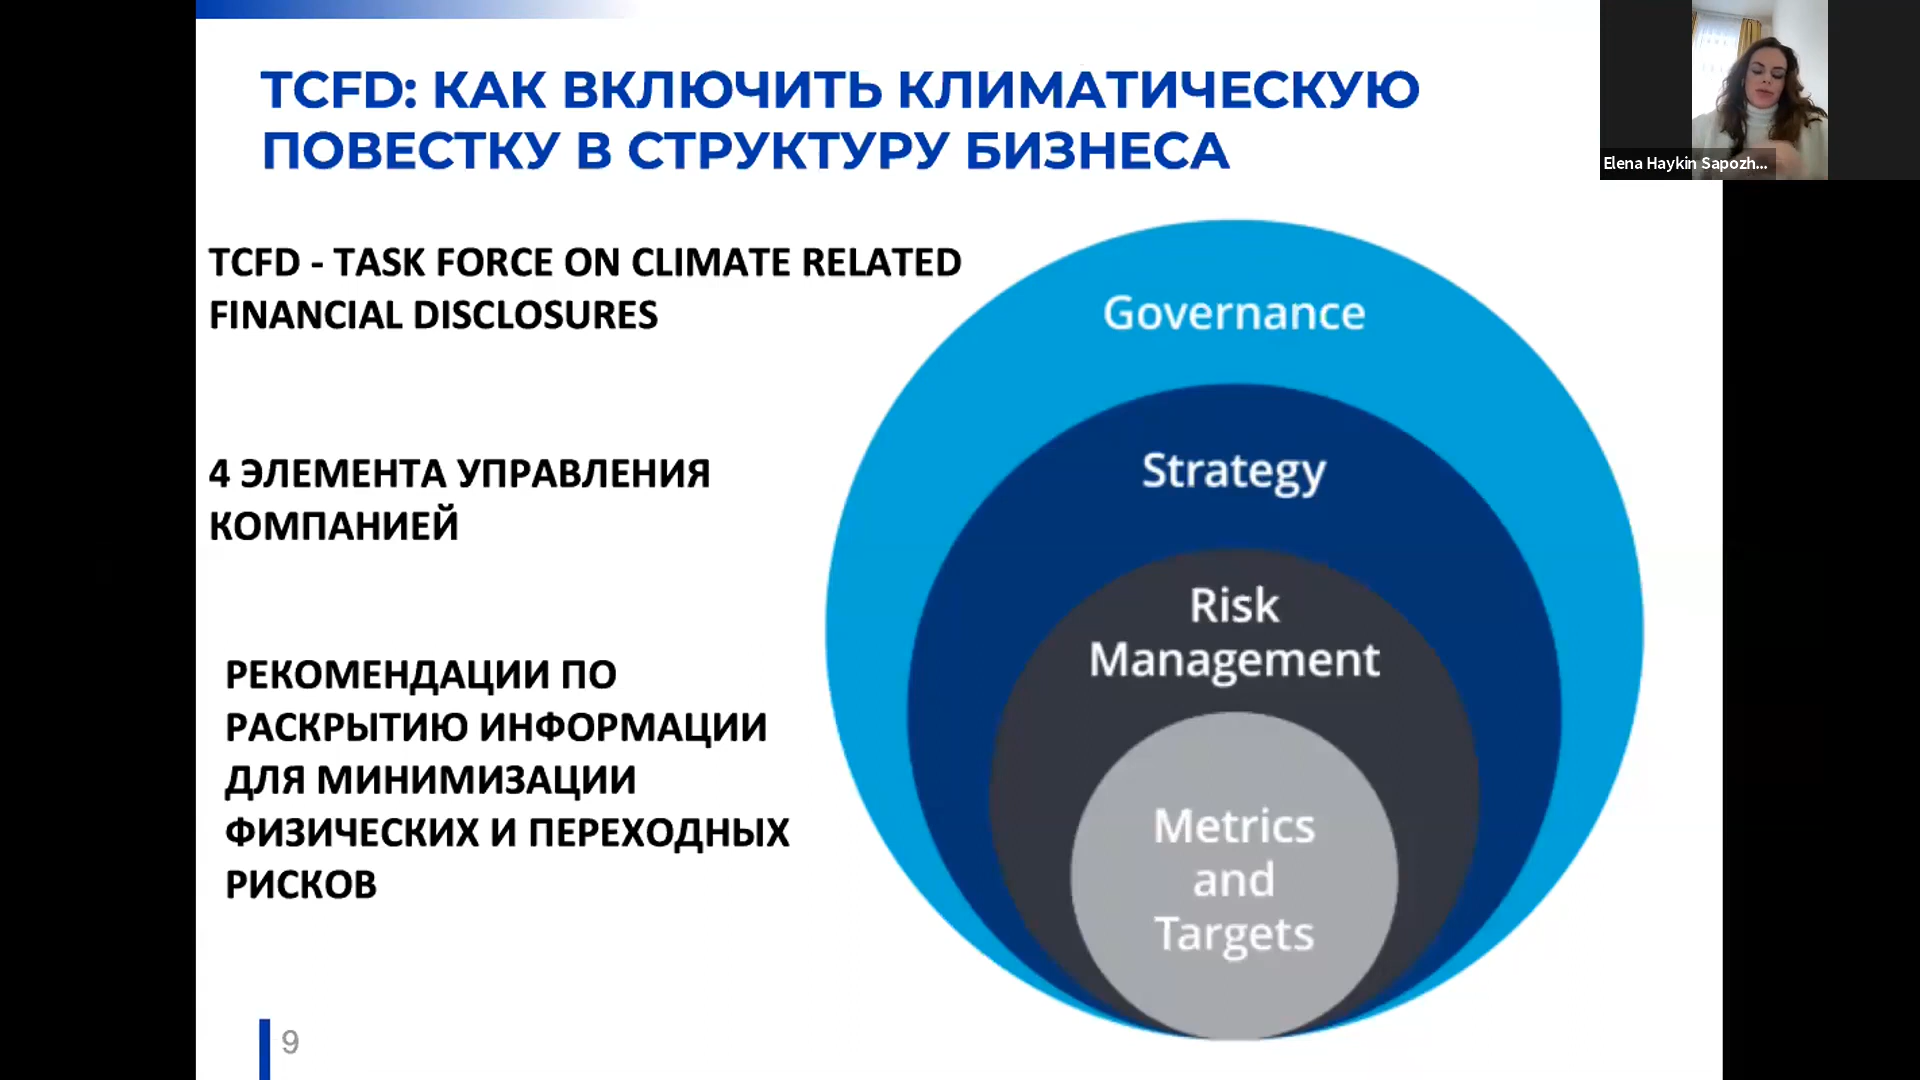 TCFD: КАК ВКЛЮЧИТЬ КЛИМАТИЧЕСКУЮ
ПОВЕСТКУ В СТРУКТУРУ БИЗНЕСА
Elena Haykin Sapozh...
TCFD - TASK FORCE ON CLIMATE RELATED
FINANCIAL DISCLOSURES
4 ЭЛЕМЕНТА УПРАВЛЕНИЯ
КОМПАНИЕЙ
РЕКОМЕНДАЦИИ ПО
РАСКРЫТИЮ ИНФОРМАЦИИ
ДЛЯ МИНИМИЗАЦИИ
ФИЗИЧЕСКИХ И ПЕРЕХОДНЫХ
РИСКОВ
Governance
Strategy
Risk
Management
Metrics
and
Targets
9